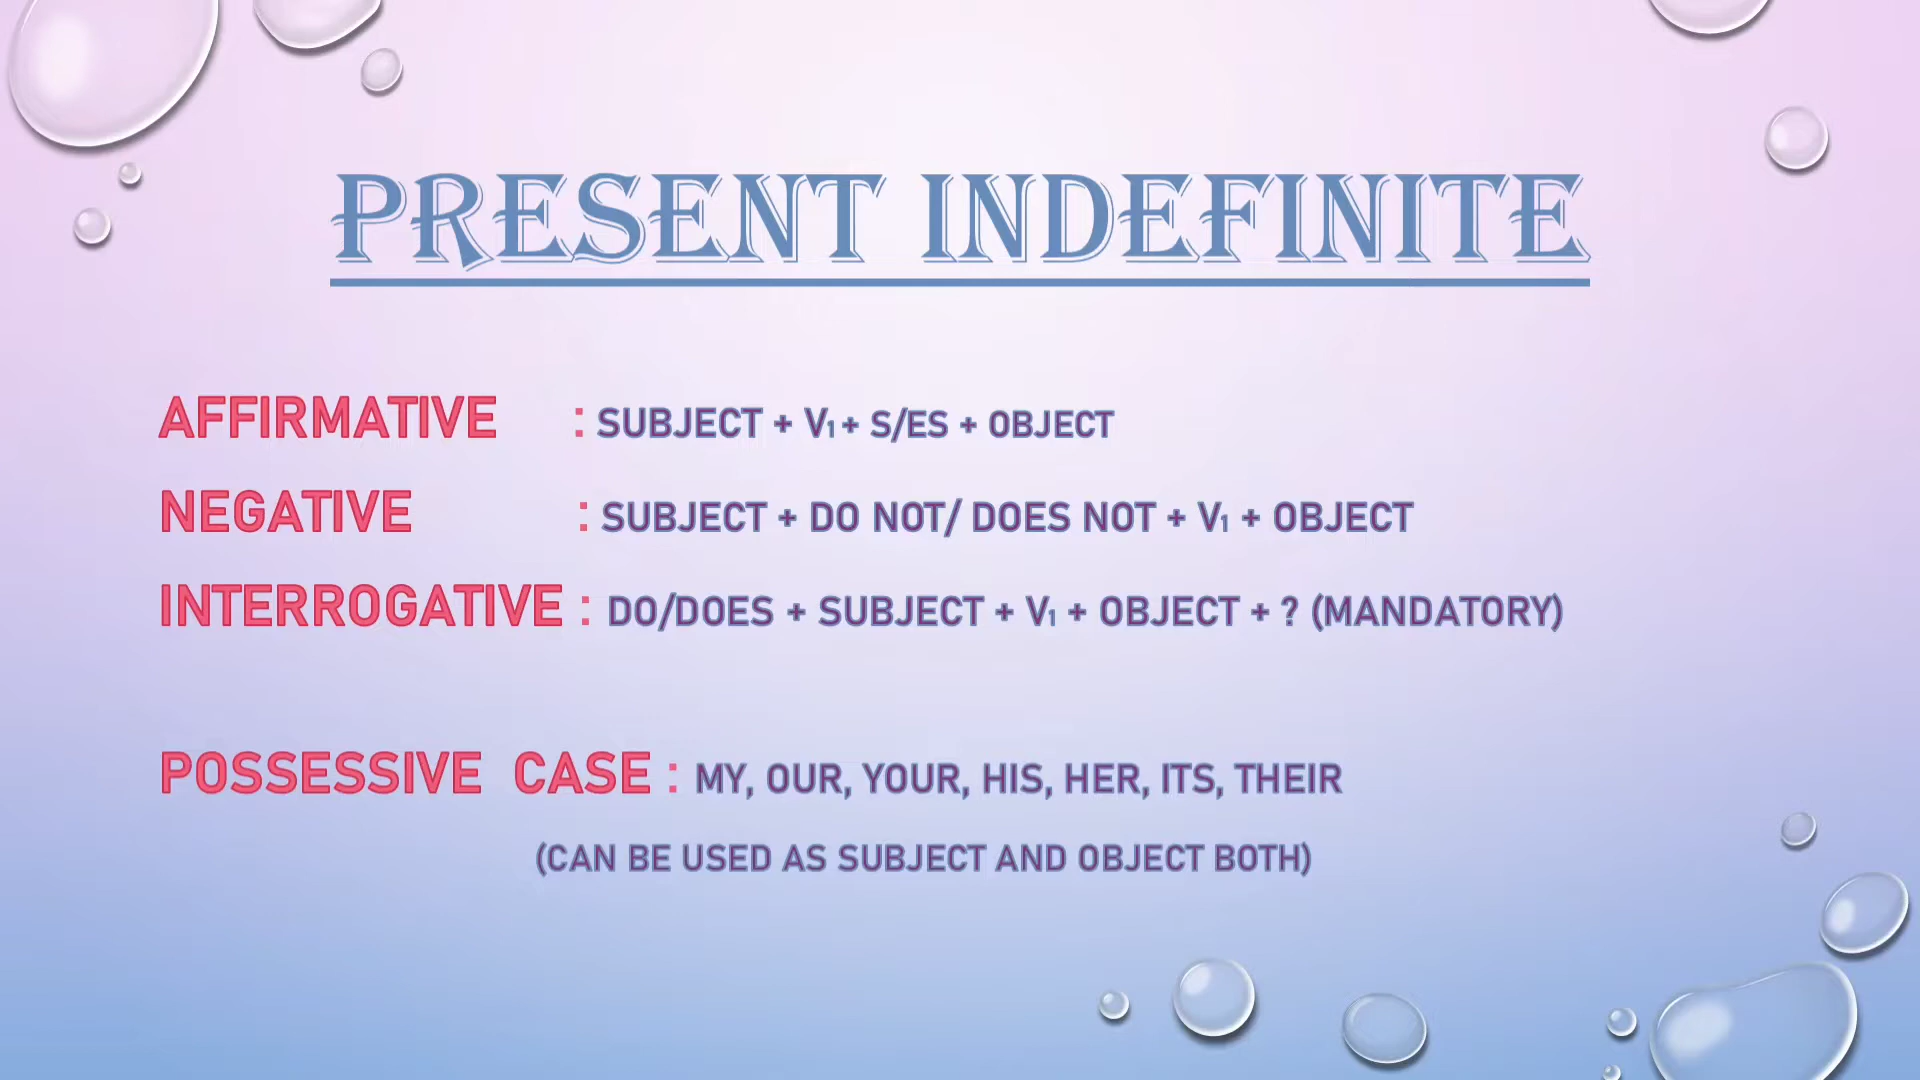 PRESENT INDEFINITE
AFFIRMATIVE : SUBJECT + V₁ + S/ES + OBJECT
NEGATIVE : SUBJECT + DO NOT/ DOES NOT + V₁ + OBJECT
INTERROGATIVE : DO/DOES + SUBJECT + V₁ + OBJECT + ? (MANDATORY)
POSSESSIVE CASE : MY, OUR, YOUR, HIS, HER, ITS, THEIR
(CAN BE USED AS SUBJECT AND OBJECT BOTH)